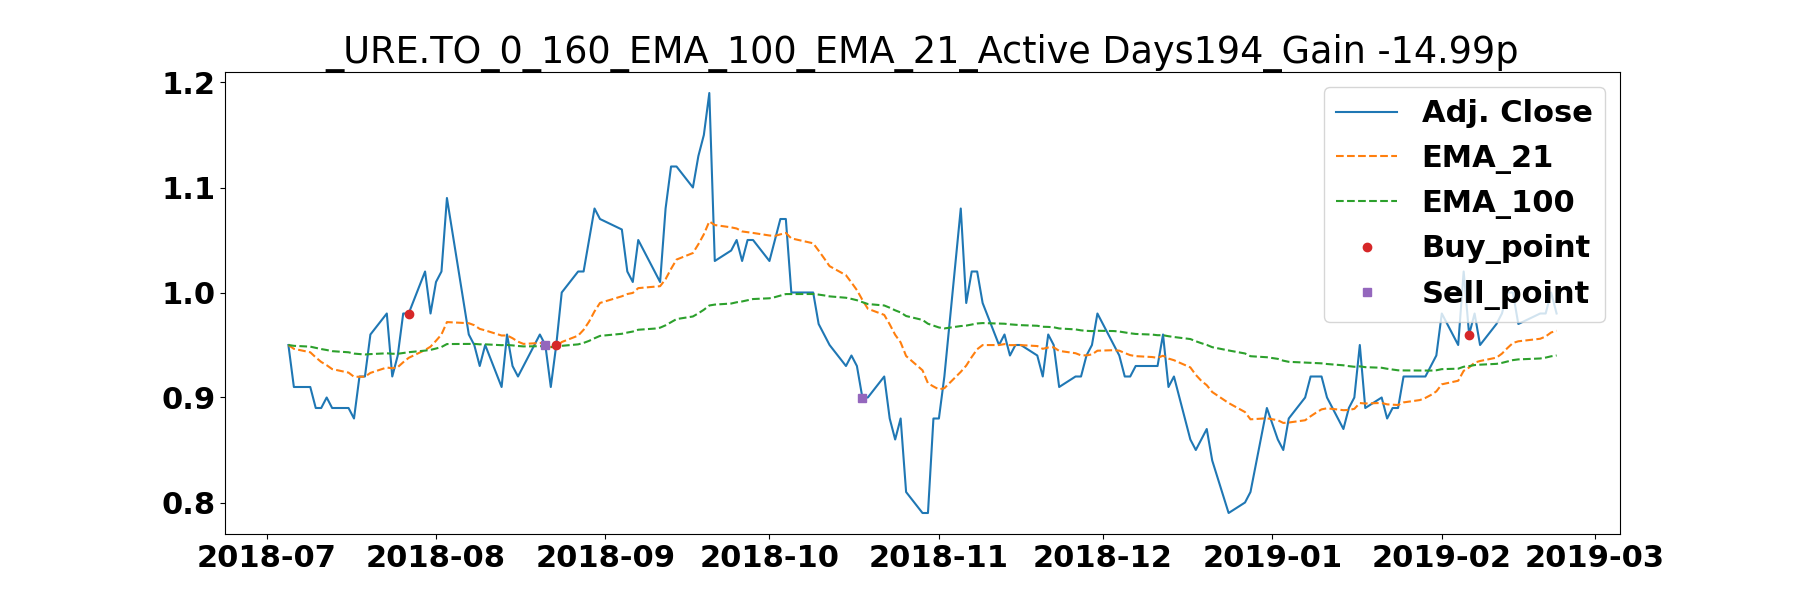 _URE.TO_0_160_EMA_100_EMA_21_Active Days194_Gain -14.99p
1.2
1.1
1.0
0.9
0.8
Adj. Close
EMA_21
EMA_100
Buy_point
Sell_point
2018-07 2018-08 2018-09 2018-10 2018-11 2018-12 2019-01 2019-02 2019-03